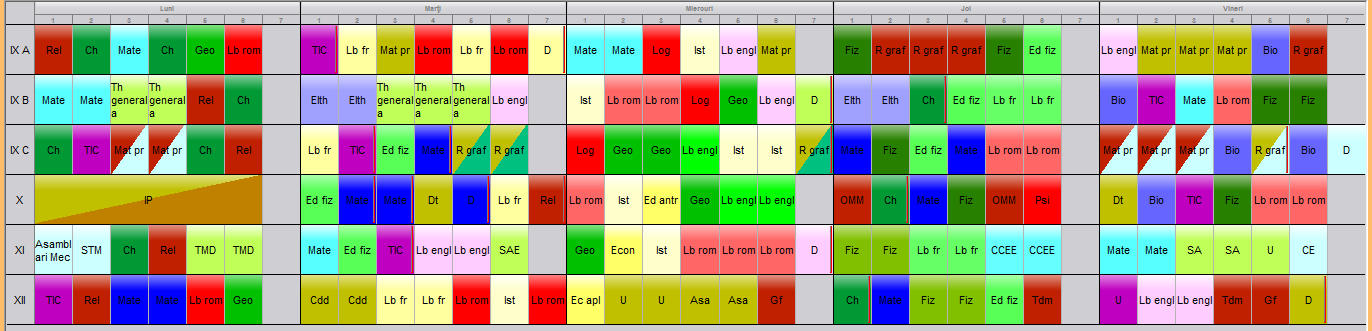 Luni Marți Mierouri Joi Vineri
1 2 3 4 5 6 7 1 2 3 4 5 6 7 1 2 3 4 5 6 7 1 2 3 4 5 6 7 1 2 3 4 5 6 7
IX A Rel Ch Mate Ch Geo Lb rom TIC Lb fr Mat pr Lb rom Lb fr Lb rom D Mate Mate Log Ist Lb engl Mat pr Fiz R graf R graf R graf Fiz Ed fiz Lb engl Mat pr Mat pr Mat pr Bio R graf
IX B Mate Mate Th general a Th general a Rel Ch Elth Elth Th general a Th general a Th general a Lb engl Ist Lb rom Lb rom Log Geo Lb engl D Elth Elth Ch Ed fiz Lb fr Lb fr Bio TIC Mate Lb rom Fiz Fiz
IX C Ch TIC Mat pr Mat pr Ch Rel Lb fr TIC Ed fiz Mate R graf R graf Log Geo Geo Lb engl Ist Ist R graf Mate Fiz Ed fiz Mate Lb rom Lb rom Mat pr Mat pr Mat pr Bio R graf Bio D
X IP Ed fiz Mate Mate Dt D Lb fr Rel Lb rom Ist Ed antr Geo Lb engl Lb engl OMM Ch Mate Fiz OMM Psi Dt Bio TIC Fiz Lb rom Lb rom
XI Asambl ari Mec STM Ch Rel TMD TMD Mate Ed fiz TIC Lb engl Lb engl SAE Geo Econ Ist Lb rom Lb rom Lb rom D Fiz Fiz Lb fr Lb fr CCEE CCEE Mate Mate SA SA U CE
XII TIC Rel Mate Mate Lb rom Geo Cdd Cdd Lb fr Lb fr Lb rom Ist Lb rom Ec apl U U Asa Asa Gf Ch Mate Fiz Fiz Ed fiz Tdm U Lb engl Lb engl Tdm Gf D